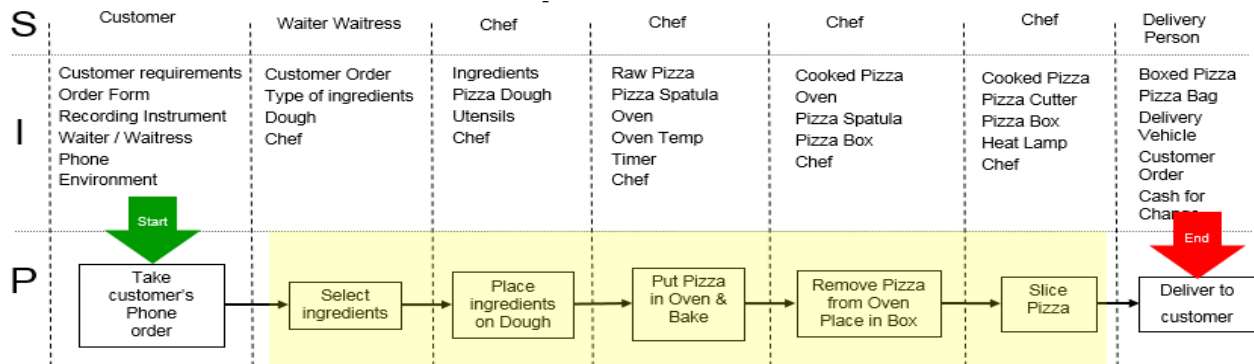 S
Customer
Waiter Waitress
Chef
Chef
Chef
Chef
Delivery
Person
I
Customer requirements
Order Form
Recording Instrument
Waiter / Waitress
Phone
Environment
Customer Order
Type of ingredients
Dough
Chef
Ingredients
Pizza Dough
Utensils
Chef
Raw Pizza
Pizza Spatula
Oven
Oven Temp
Timer
Chef
Cooked Pizza
Oven
Pizza Spatula
Pizza Box
Chef
Cooked Pizza
Pizza Cutter
Pizza Box
Heat Lamp
Chef
Boxed Pizza
Pizza Bag
Delivery
Vehicle
Customer
Order
Cash for
Change
Start
End
P
Take
customer's
Phone
order
Select
ingredients
Place
ingredients
on Dough
Put Pizza
in Oven &
Bake
Remove Pizza
from Oven
Place in Box
Slice
Pizza
Deliver to
customer